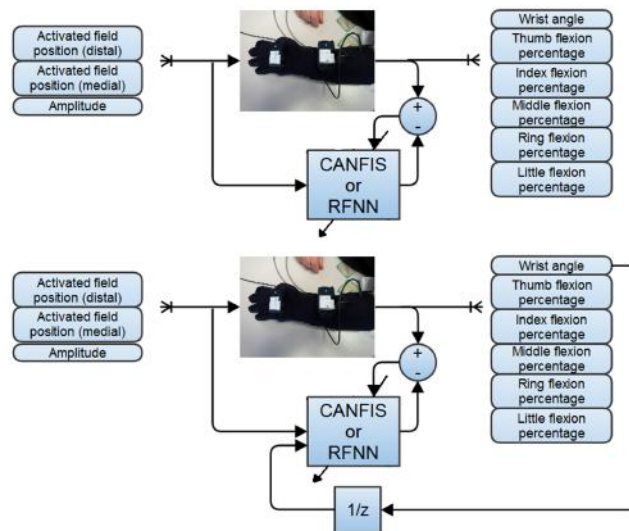 Activated field
position (distal)
Activated field
position (medial)
Amplitude
Wrist angle
Thumb flexion
percentage
Index flexion
percentage
Middle flexion
percentage
Ring flexion
percentage
Little flexion
percentage
+
-
CANFIS
or
RFNN
Activated field
position (distal)
Activated field
position (medial)
Amplitude
Wrist angle
Thumb flexion
percentage
Index flexion
percentage
Middle flexion
percentage
Ring flexion
percentage
Little flexion
percentage
+
-
CANFIS
or
RFNN
1/z